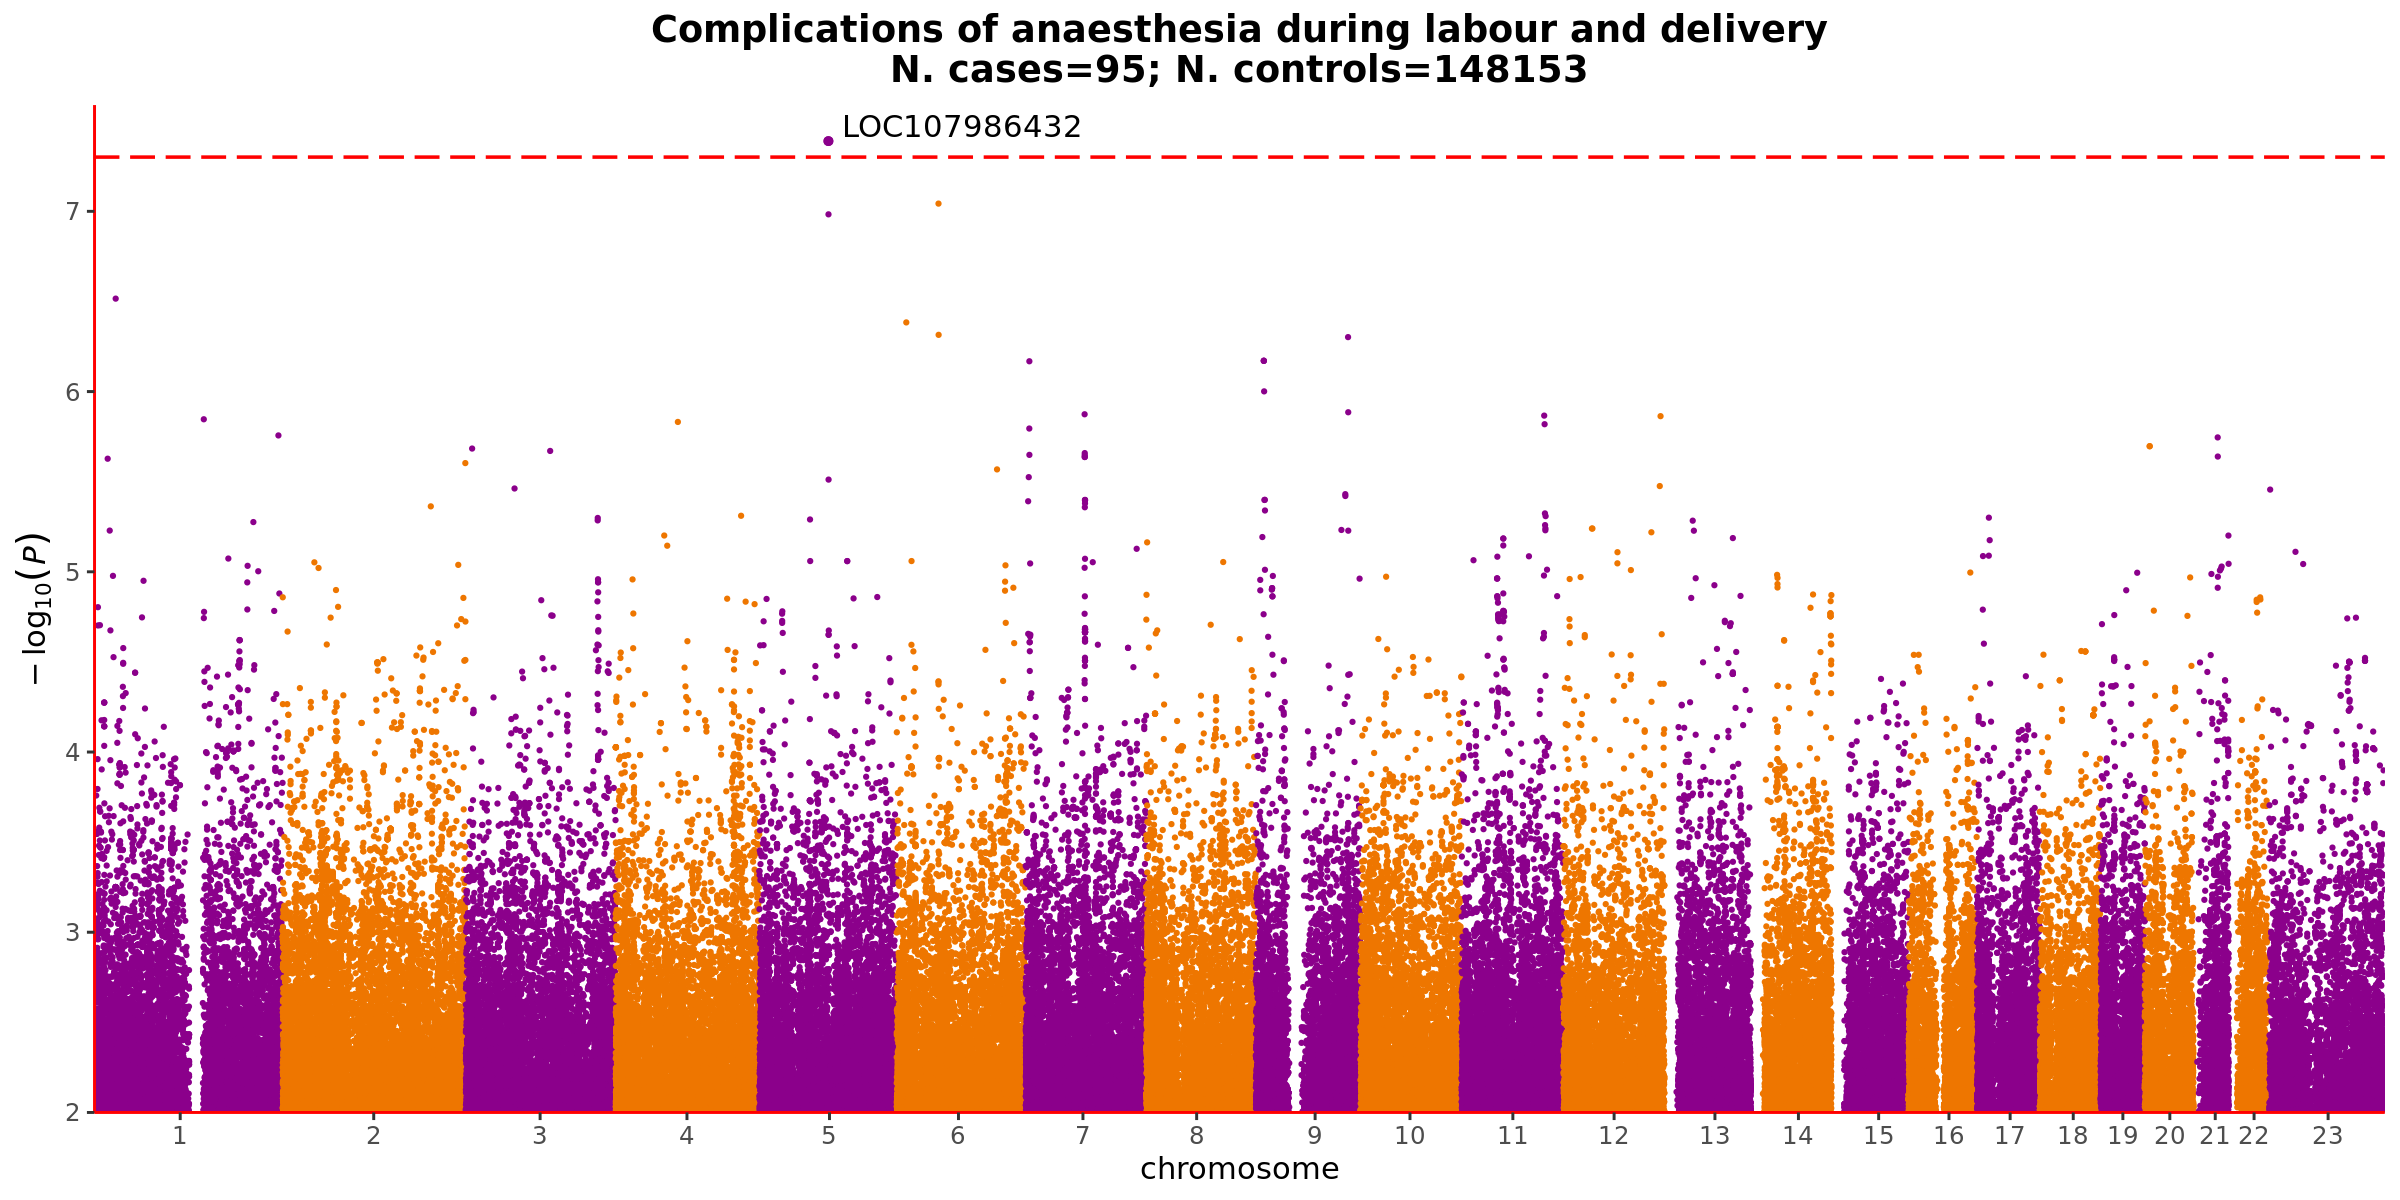 Complications of anaesthesia during labour and delivery
N. cases=95; N. controls=148153
LOC107986432
7
6
5
4
3
2
−log10(P)
1 2 3 4 5 6 7 8 9 10 11 12 13 14 15 16 17 18 19 20 21 22 23
chromosome